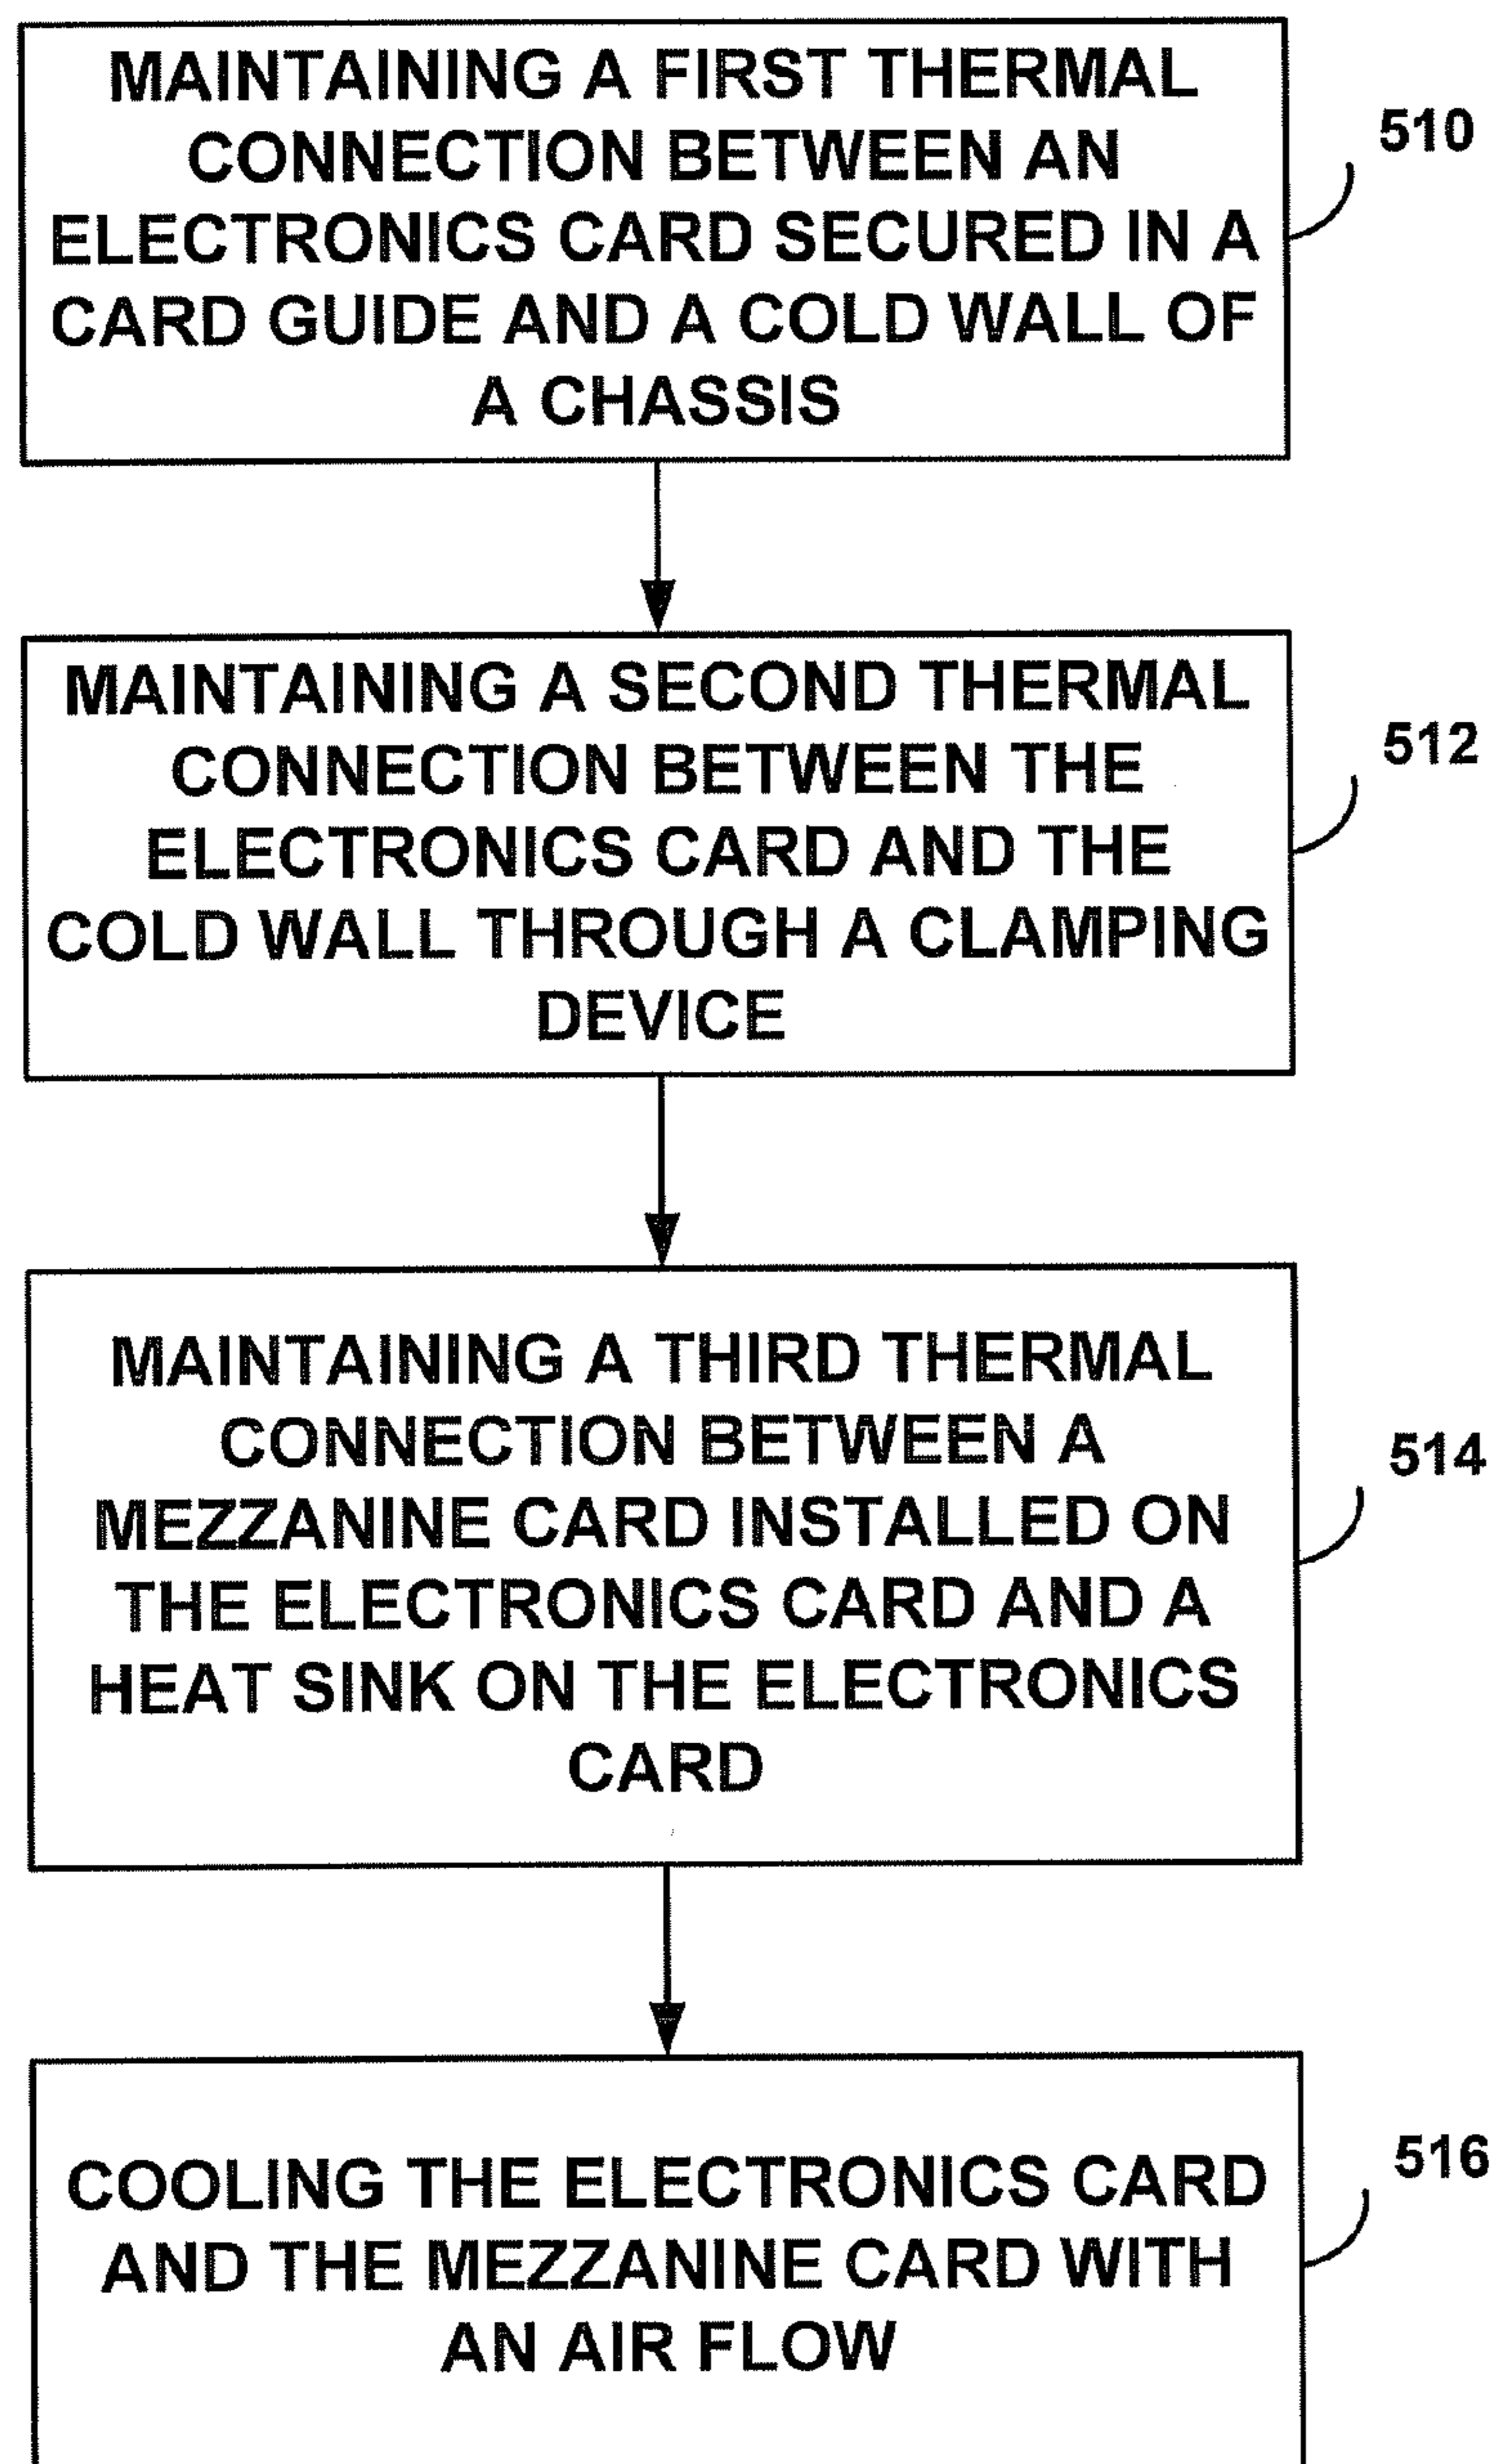 MAINTAINING A FIRST THERMAL
CONNECTION BETWEEN AN
ELECTRONICS CARD SECURED IN A
CARD GUIDE AND A COLD WALL OF
A CHASSIS
510
MAINTAINING A SECOND THERMAL
CONNECTION BETWEEN THE
ELECTRONICS CARD AND THE
COLD WALL THROUGH A CLAMPING
DEVICE
512
MAINTAINING A THIRD THERMAL
CONNECTION BETWEEN A
MEZZANINE CARD INSTALLED ON
THE ELECTRONICS CARD AND A
HEAT SINK ON THE ELECTRONICS
CARD
514
COOLING THE ELECTRONICS CARD
AND THE MEZZANINE CARD WITH
AN AIR FLOW
516